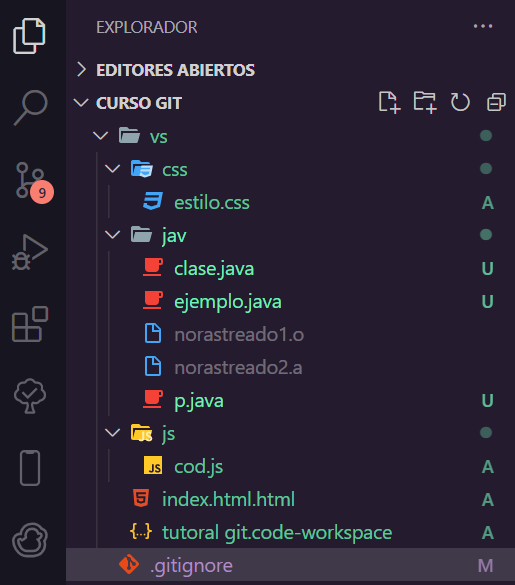 EXPLORADOR
EDITORES ABIERTOS
CURSO GIT
vs
css
9
estilo.css A
jav
clase.java U
ejemplo.java U
norastreado1.o
norastreado2.a
p.java U
js
JS cod.js A
index.html.html A
tutoral git.code-workspace A
.gitignore M